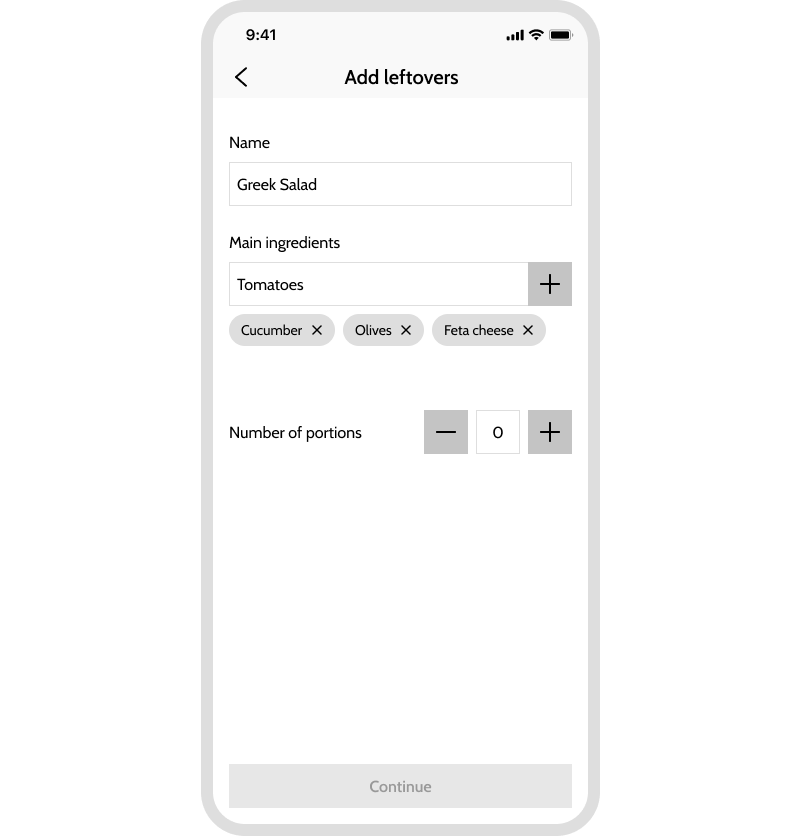 9:41
Add leftovers
Name
Greek Salad
Main ingredients
Tomatoes
Cucumber Olives Feta cheese
Number of portions 0
Continue